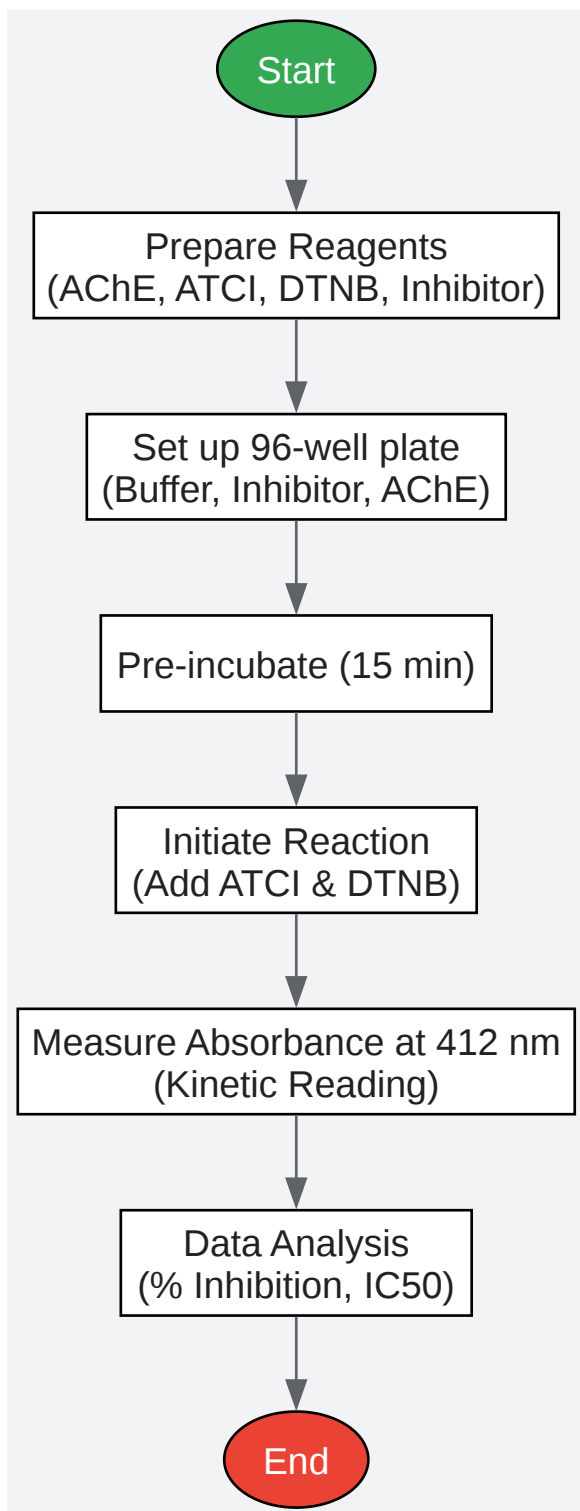 Start
Prepare Reagents
(AChE, ATCI, DTNB, Inhibitor)
Set up 96-well plate
(Buffer, Inhibitor, AChE)
Pre-incubate (15 min)
Initiate Reaction
(Add ATCI & DTNB)
Measure Absorbance at 412 nm
(Kinetic Reading)
Data Analysis
(% Inhibition, IC50)
End